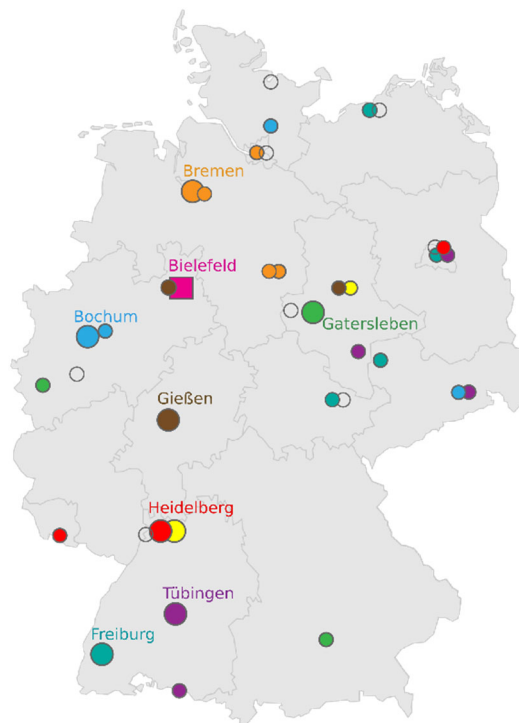 Bremen
Bielefeld
Bochum
Gatersleben
Gießen
Heidelberg
Tübingen
Freiburg